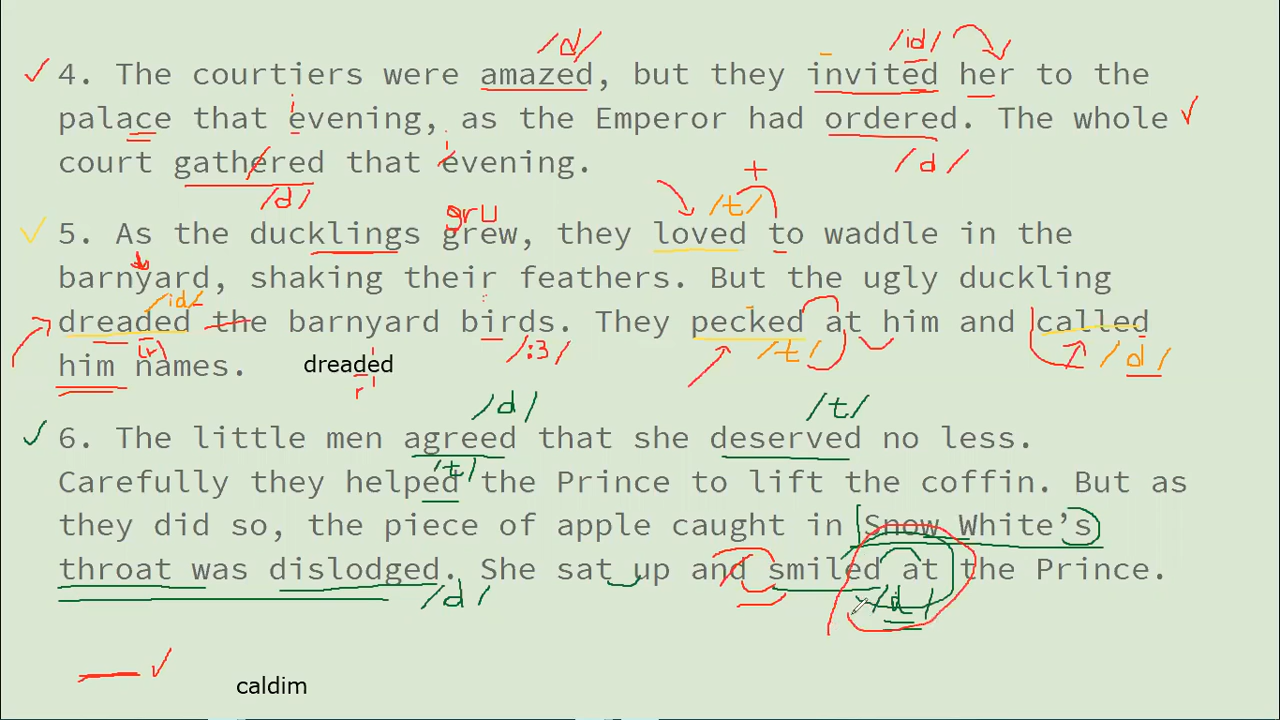 /d/ /id/
4. The courtiers were amazed, but they invited her to the
i
palace that evening, as the Emperor had ordered. The whole
i
court gathered that evening.
/d/ /d/
+
gru /t/
5. As the ducklings grew, they loved to waddle in the
barnyard, shaking their feathers. But the ugly duckling
/id/
dreaded the barnyard birds. They pecked at him and called
(r) /:3/ /t/ /d/
him names. dreaded
r i
/d/ /t/
6. The little men agreed that she deserved no less.
/t/
Carefully they helped the Prince to lift the coffin. But as
they did so, the piece of apple caught in Snow White's
throat was dislodged. She sat up and smiled at the Prince.
/d/ /d/
caldim